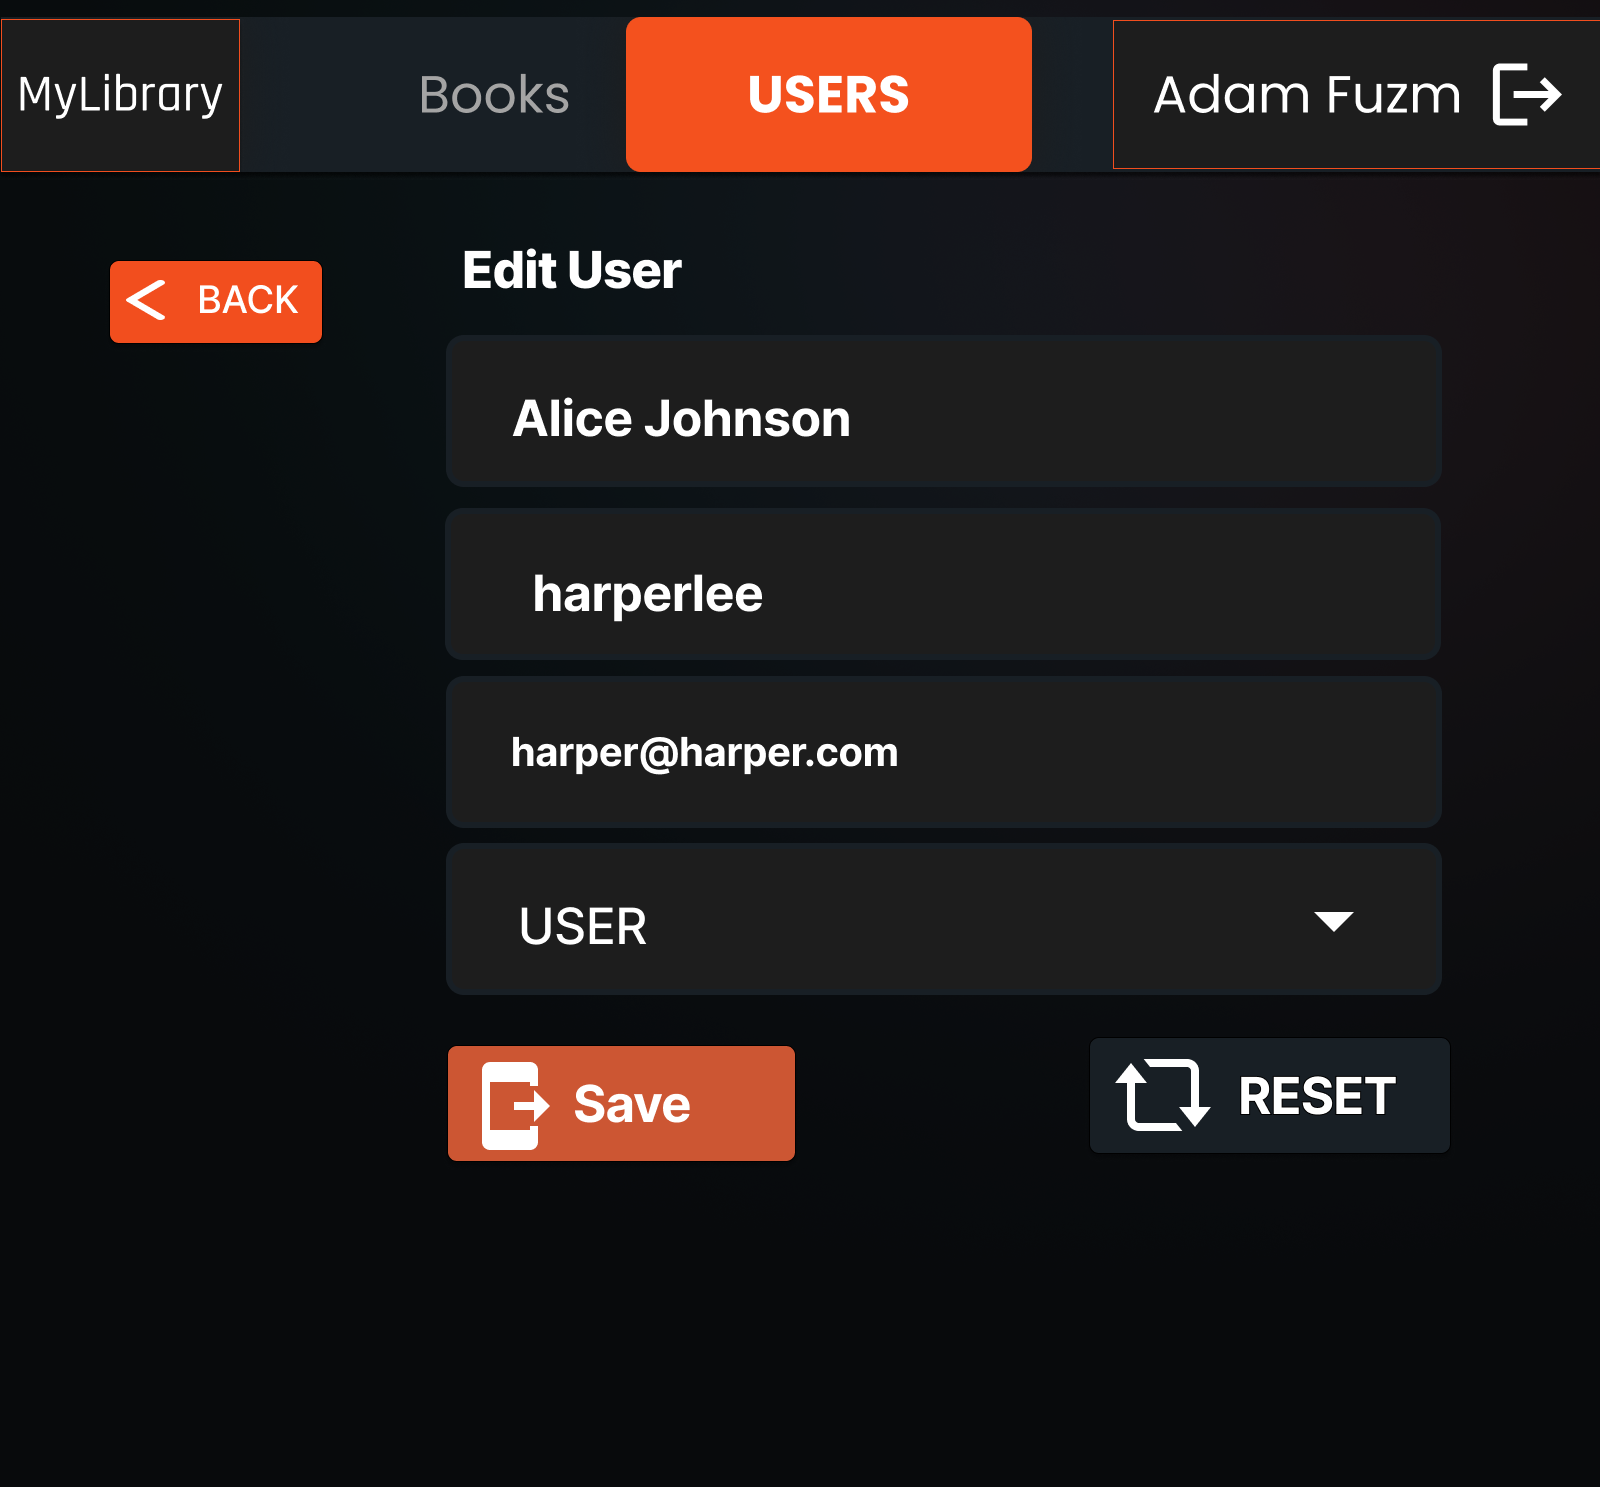 MyLibrary
Books
USERS
Adam Fuzm
BACK
Edit User
Alice Johnson
harperlee
harper@harper.com
USER
Save
RESET